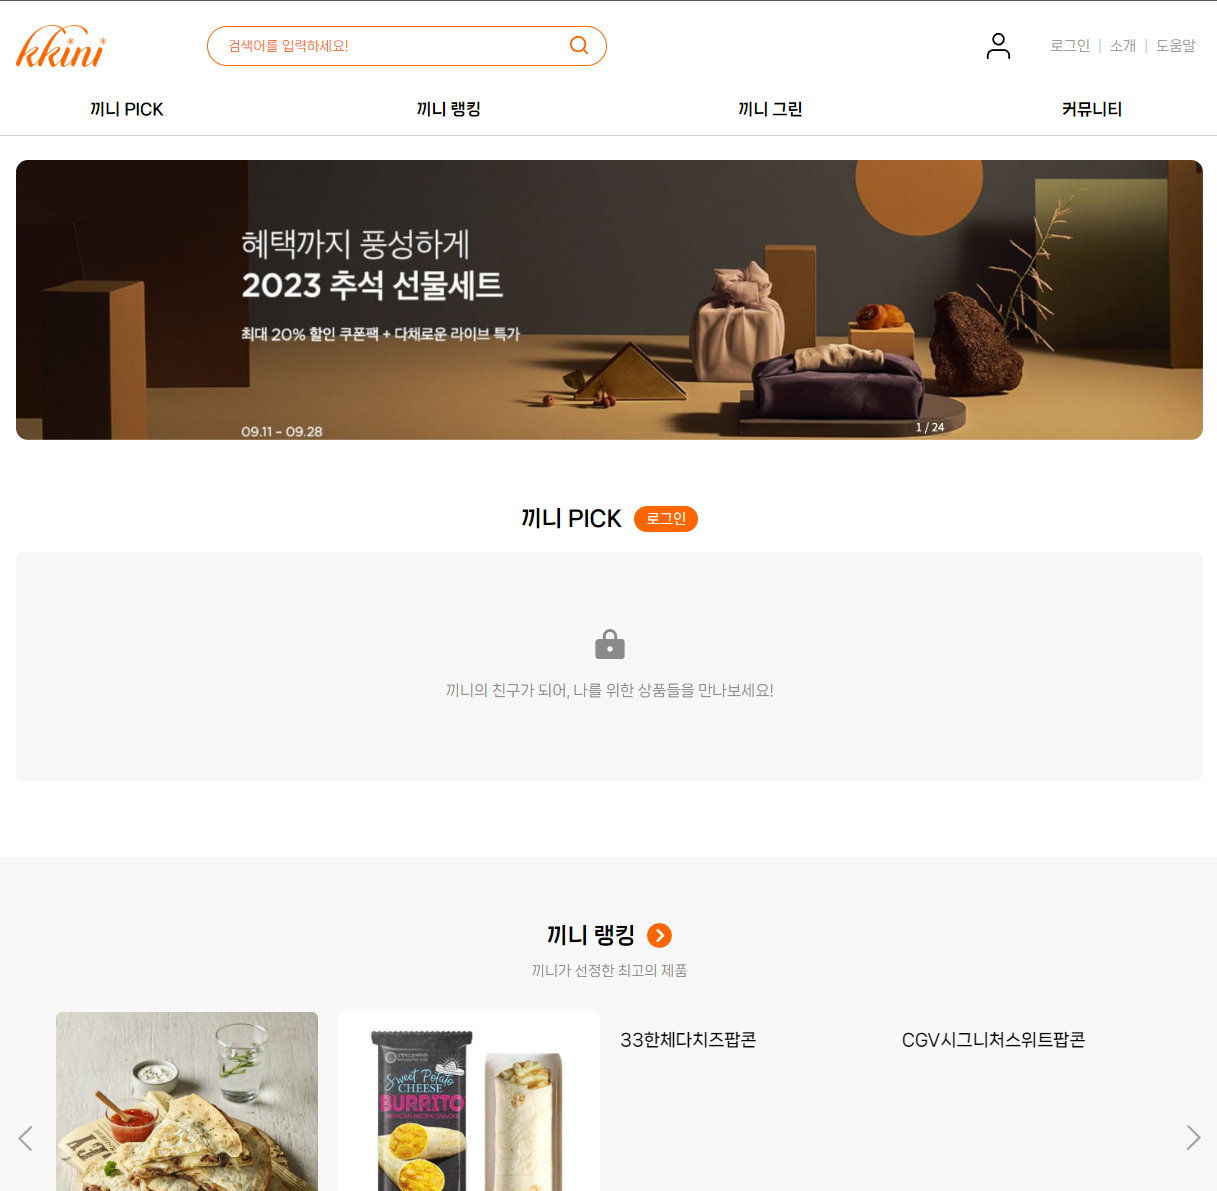 kkini
검색어를 입력하세요!
로그인 | 소개 | 도움말
끼니 PICK
끼니 랭킹
끼니 그린
커뮤니티
혜택까지 풍성하게
2023 추석 선물세트
최대 20% 할인 쿠폰팩 + 다채로운 라이브 특가
09.11 - 09.28
1 / 24
끼니 PICK 로그인
끼니의 친구가 되어, 나를 위한 상품들을 만나보세요!
끼니 랭킹
끼니가 선정한 최고의 제품
33한체다치즈팝콘
CGV시그니처스위트팝콘
Sweet Potato
CHEESE
BURRITO
MEXICAN RECIPE SNACKS